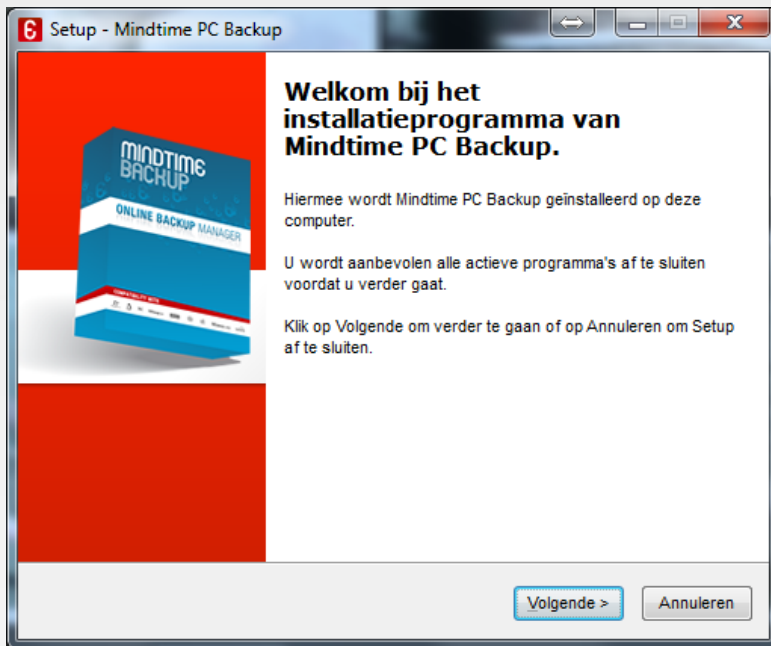 Setup - Mindtime PC Backup
MINDTIME
BACKUP
ONLINE BACKUP MANAGER
COMPATIBILITY WITH
Welkom bij het
installatieprogramma van
Mindtime PC Backup.
Hiermee wordt Mindtime PC Backup geïnstalleerd op deze
computer.
U wordt aanbevolen alle actieve programma's af te sluiten
voordat u verder gaat.
Klik op Volgende om verder te gaan of op Annuleren om Setup
af te sluiten.
Volgende >
Annuleren